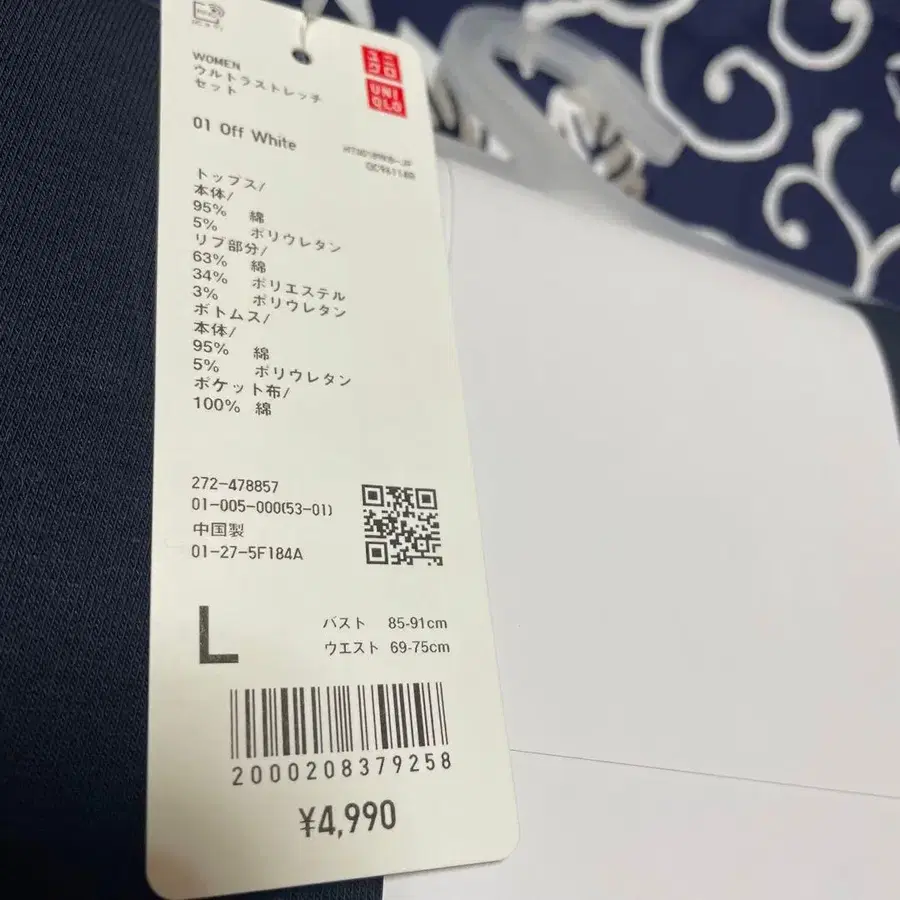 WOMEN
ウルトラストレッチ
セット
ユニ
クロ
UNI
QLO
01 Off White
トップス/
本体/
95% 綿
5% ポリウレタン
リブ部分/
63% 綿
34% ポリエステル
3% ポリウレタン
ボトムス/
本体/
95% 綿
5% ポリウレタン
ポケット布/
100% 綿
272-478857
01-005-000(53-01)
中国製
01-27-5F184A
L
バスト 85-91cm
ウエスト 69-75cm
2000208379258
¥4,990